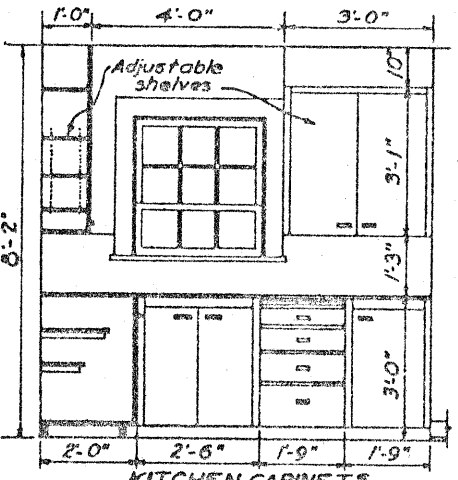 1'-0" 4'-0" 3'-0"
Adjustable
shelves
10"
3'-1"
8'-2"
1'-3"
3'-0"
2'-0" 2'-6" 1'-9" 1'-9"
KITCHEN CABINETS